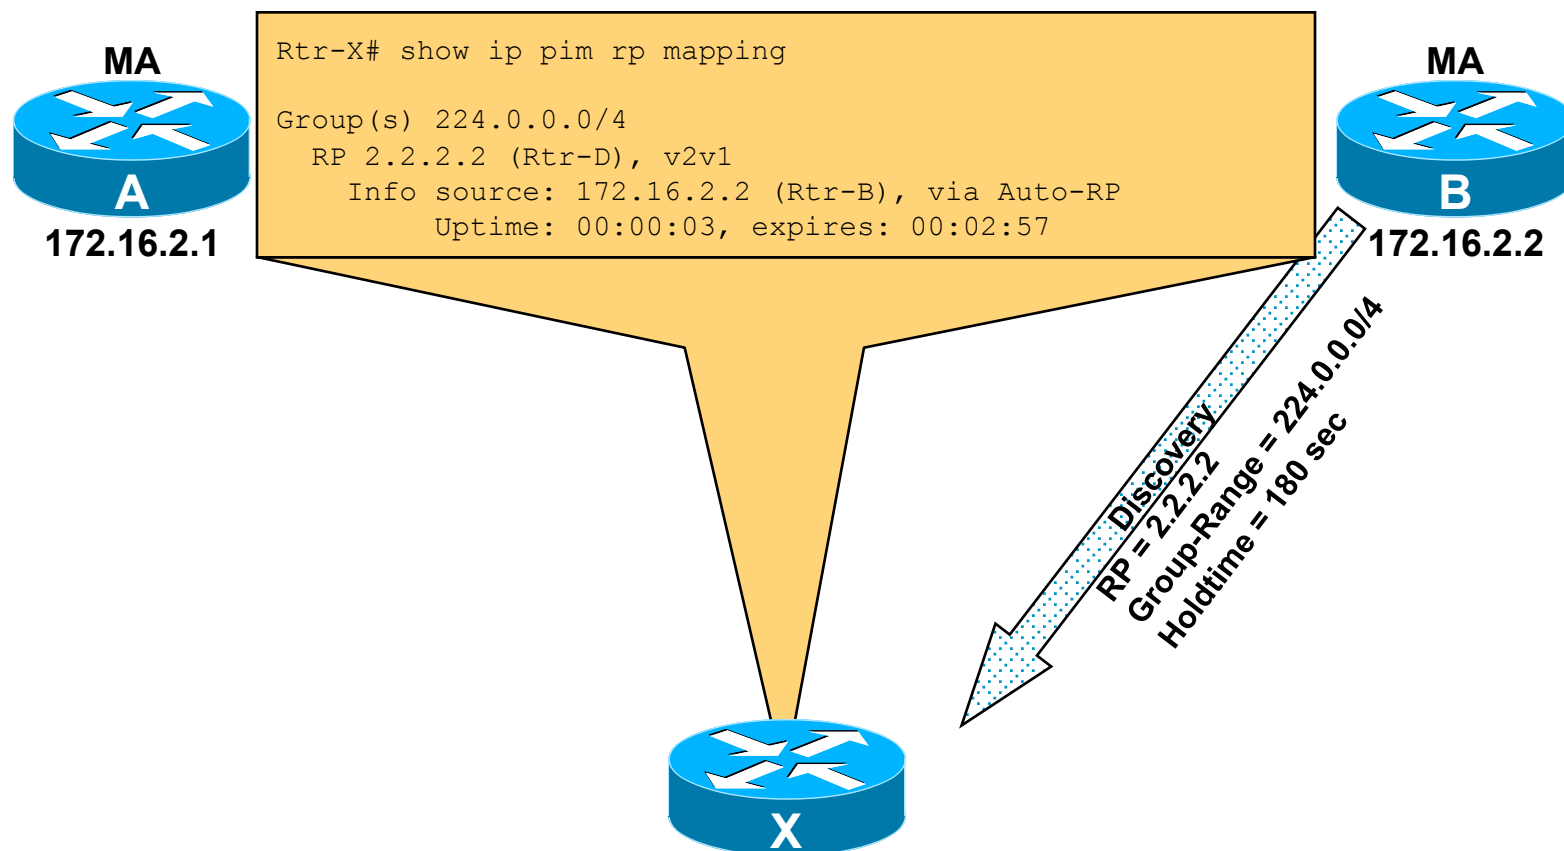 MA
A
172.16.2.1
Rtr-X# show ip pim rp mapping
Group(s) 224.0.0.0/4
RP 2.2.2.2 (Rtr-D), v2v1
Info source: 172.16.2.2 (Rtr-B), via Auto-RP
Uptime: 00:00:03, expires: 00:02:57
MA
B
172.16.2.2
Discovery
RP = 2.2.2.2
Group-Range = 224.0.0.0/4
Holdtime = 180 sec
X